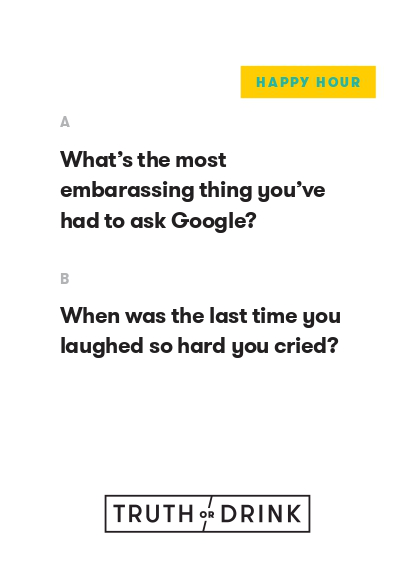 HAPPY HOUR
A
What's the most
embarassing thing you've
had to ask Google?
B
When was the last time you
laughed so hard you cried?
TRUTH OR DRINK